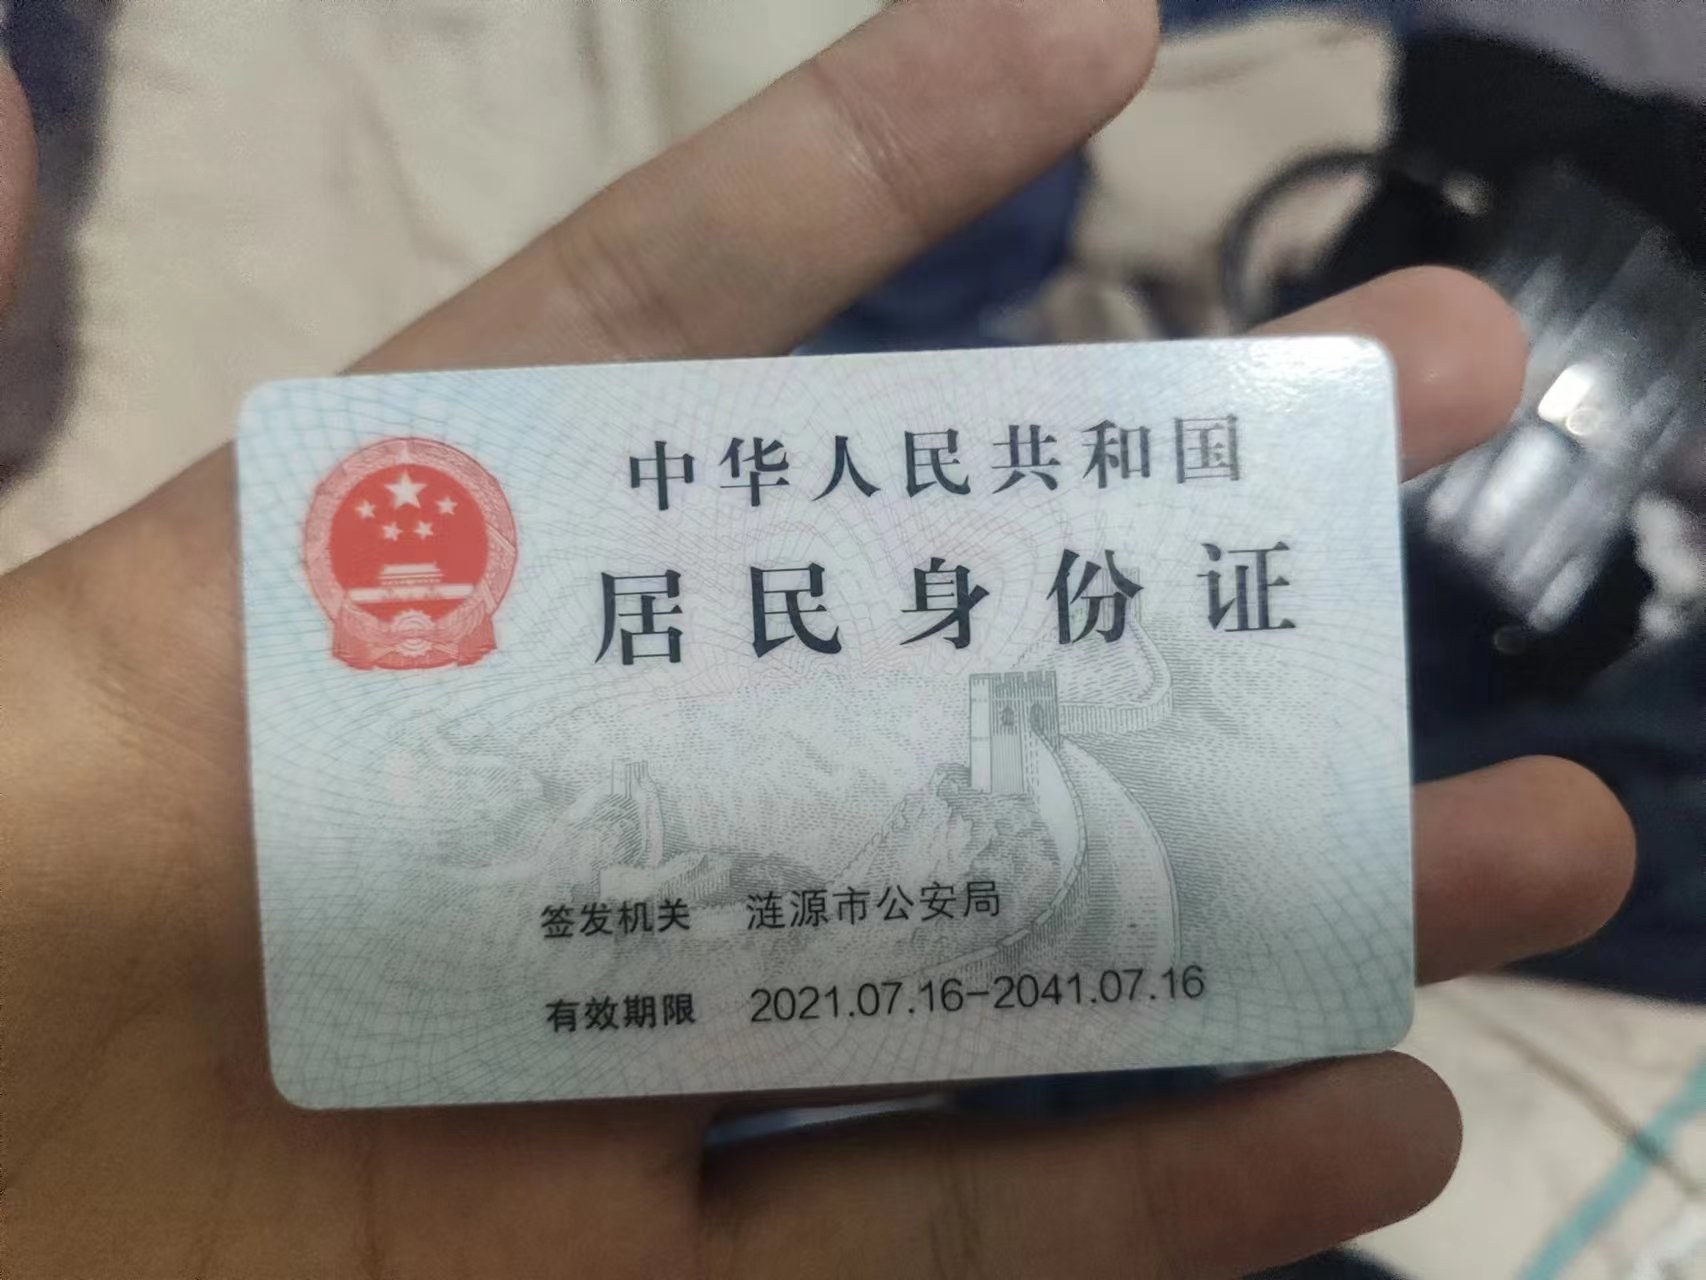 中华人民共和国
居民身份证
签发机关 涟源市公安局
有效期限 2021.07.16-2041.07.16